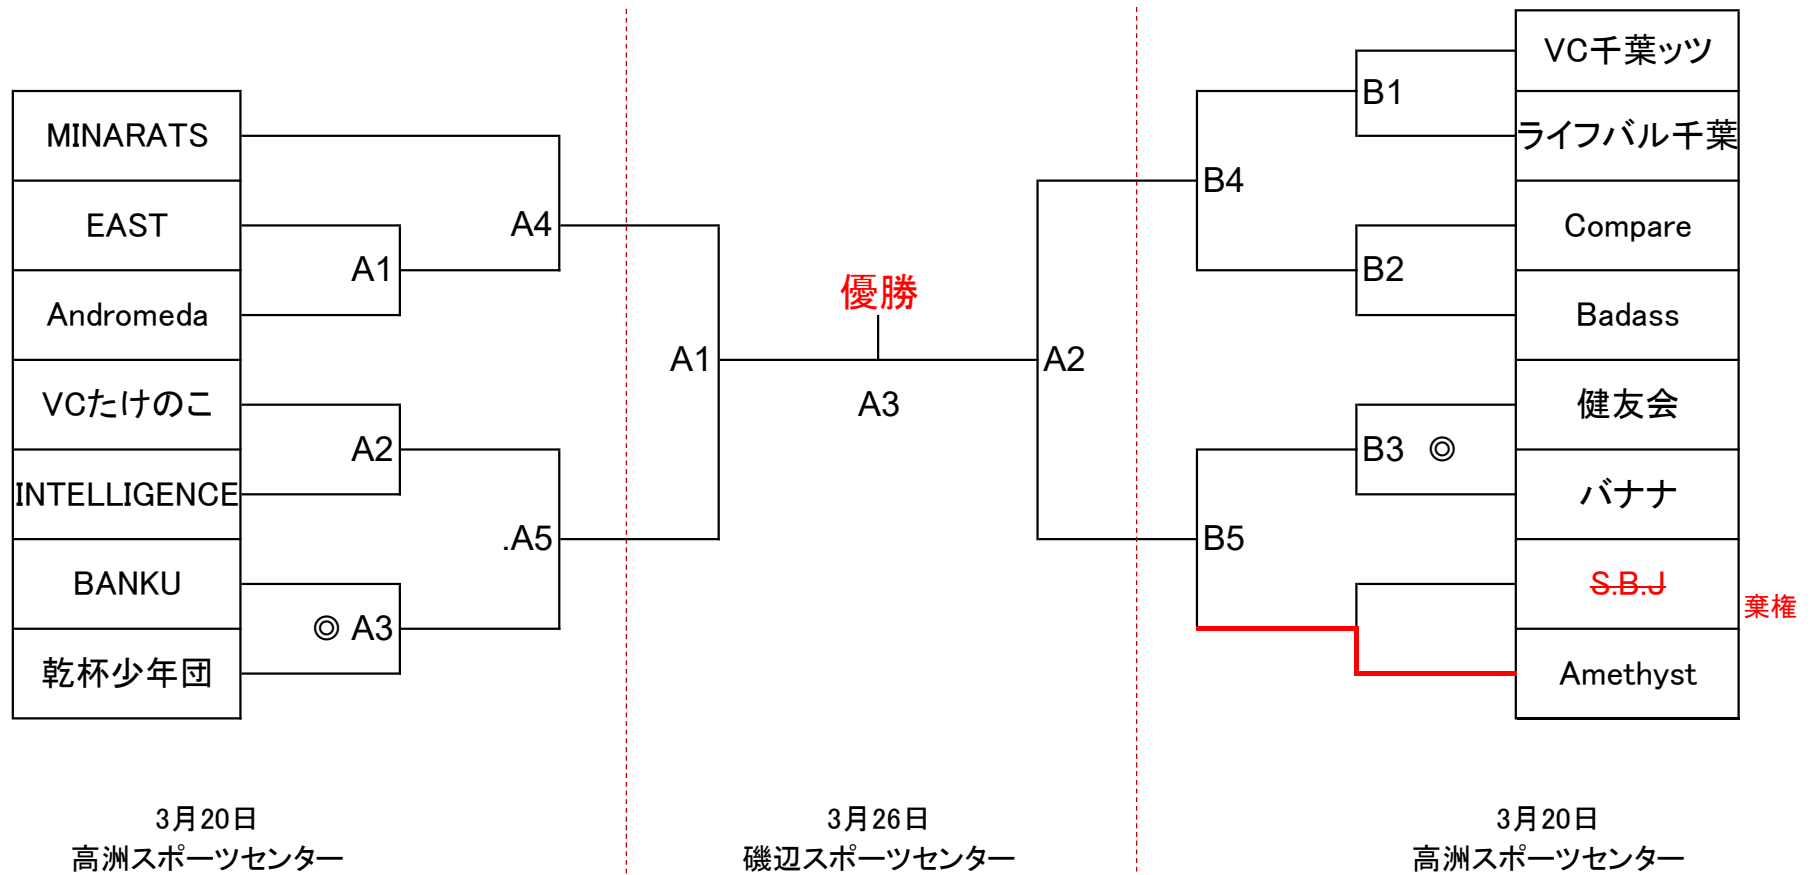 MINARATS
EAST
Andromeda
VCたけのこ
INTELLIGENCE
BANKU
乾杯少年団
A1
A2
◎ A3
A4
.A5
A1
優勝
A3
A2
B4
B5
B1
B2
B3 ◎
VC千葉ッツ
ライフバル千葉
Compare
Badass
健友会
バナナ
S.B.J
棄権
Amethyst
3月20日
高洲スポーツセンター
3月26日
磯辺スポーツセンター
3月20日
高洲スポーツセンター